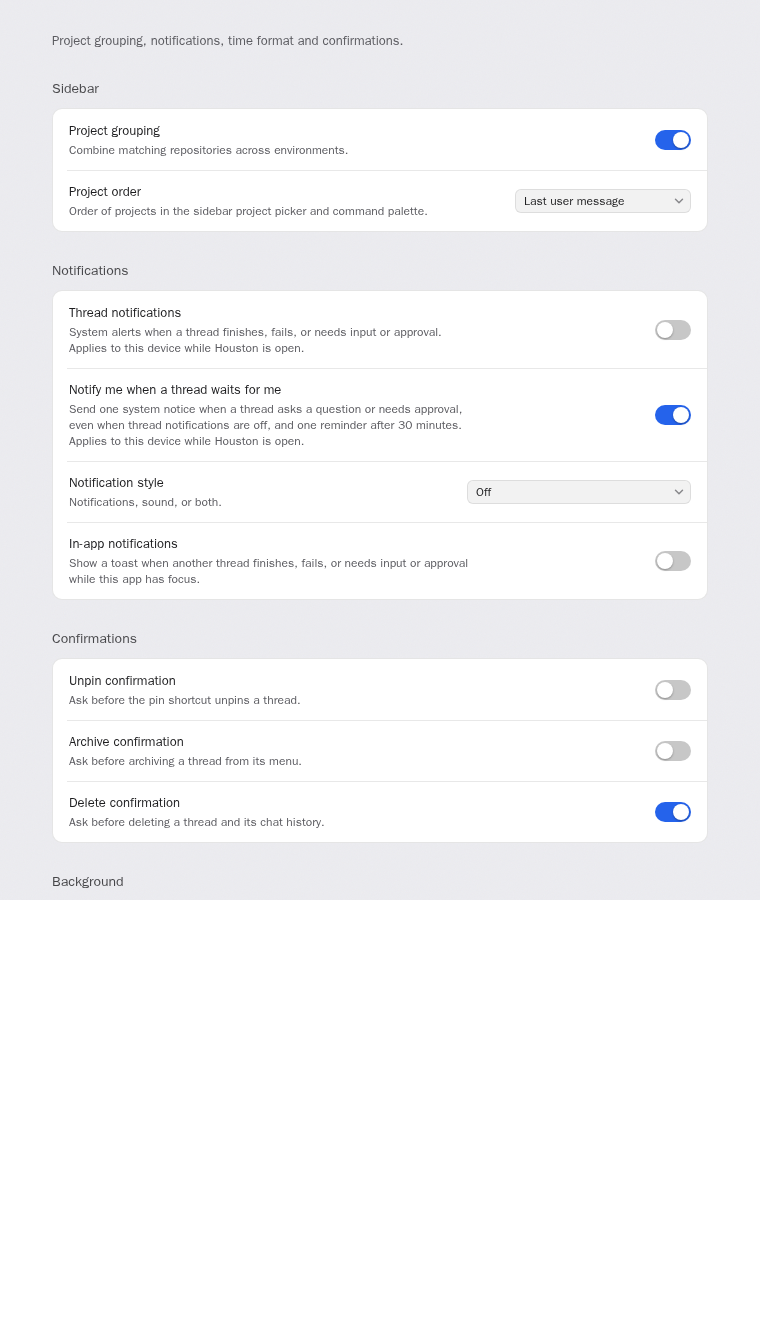 Project grouping, notifications, time format and confirmations.
Sidebar
Project grouping
Combine matching repositories across environments.
Project order
Order of projects in the sidebar project picker and command palette.
Last user message
Notifications
Thread notifications
System alerts when a thread finishes, fails, or needs input or approval.
Applies to this device while Houston is open.
Notify me when a thread waits for me
Send one system notice when a thread asks a question or needs approval,
even when thread notifications are off, and one reminder after 30 minutes.
Applies to this device while Houston is open.
Notification style
Notifications, sound, or both.
Off
In-app notifications
Show a toast when another thread finishes, fails, or needs input or approval
while this app has focus.
Confirmations
Unpin confirmation
Ask before the pin shortcut unpins a thread.
Archive confirmation
Ask before archiving a thread from its menu.
Delete confirmation
Ask before deleting a thread and its chat history.
Background